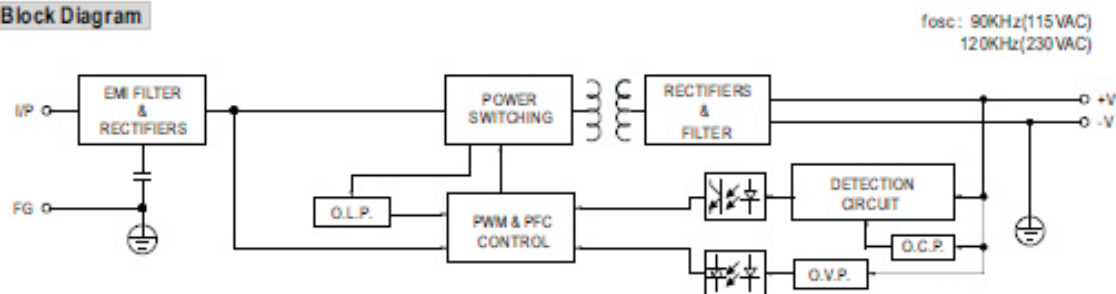 Block Diagram
fosc : 90KHz(115VAC)
120KHz(230VAC)
I/P
EMI FILTER
&
RECTIFIERS
POWER
SWITCHING
RECTIFIERS
&
FILTER
+V
-V
FG
O.L.P.
PWM & PFC
CONTROL
DETECTION
CIRCUIT
O.C.P.
O.V.P.